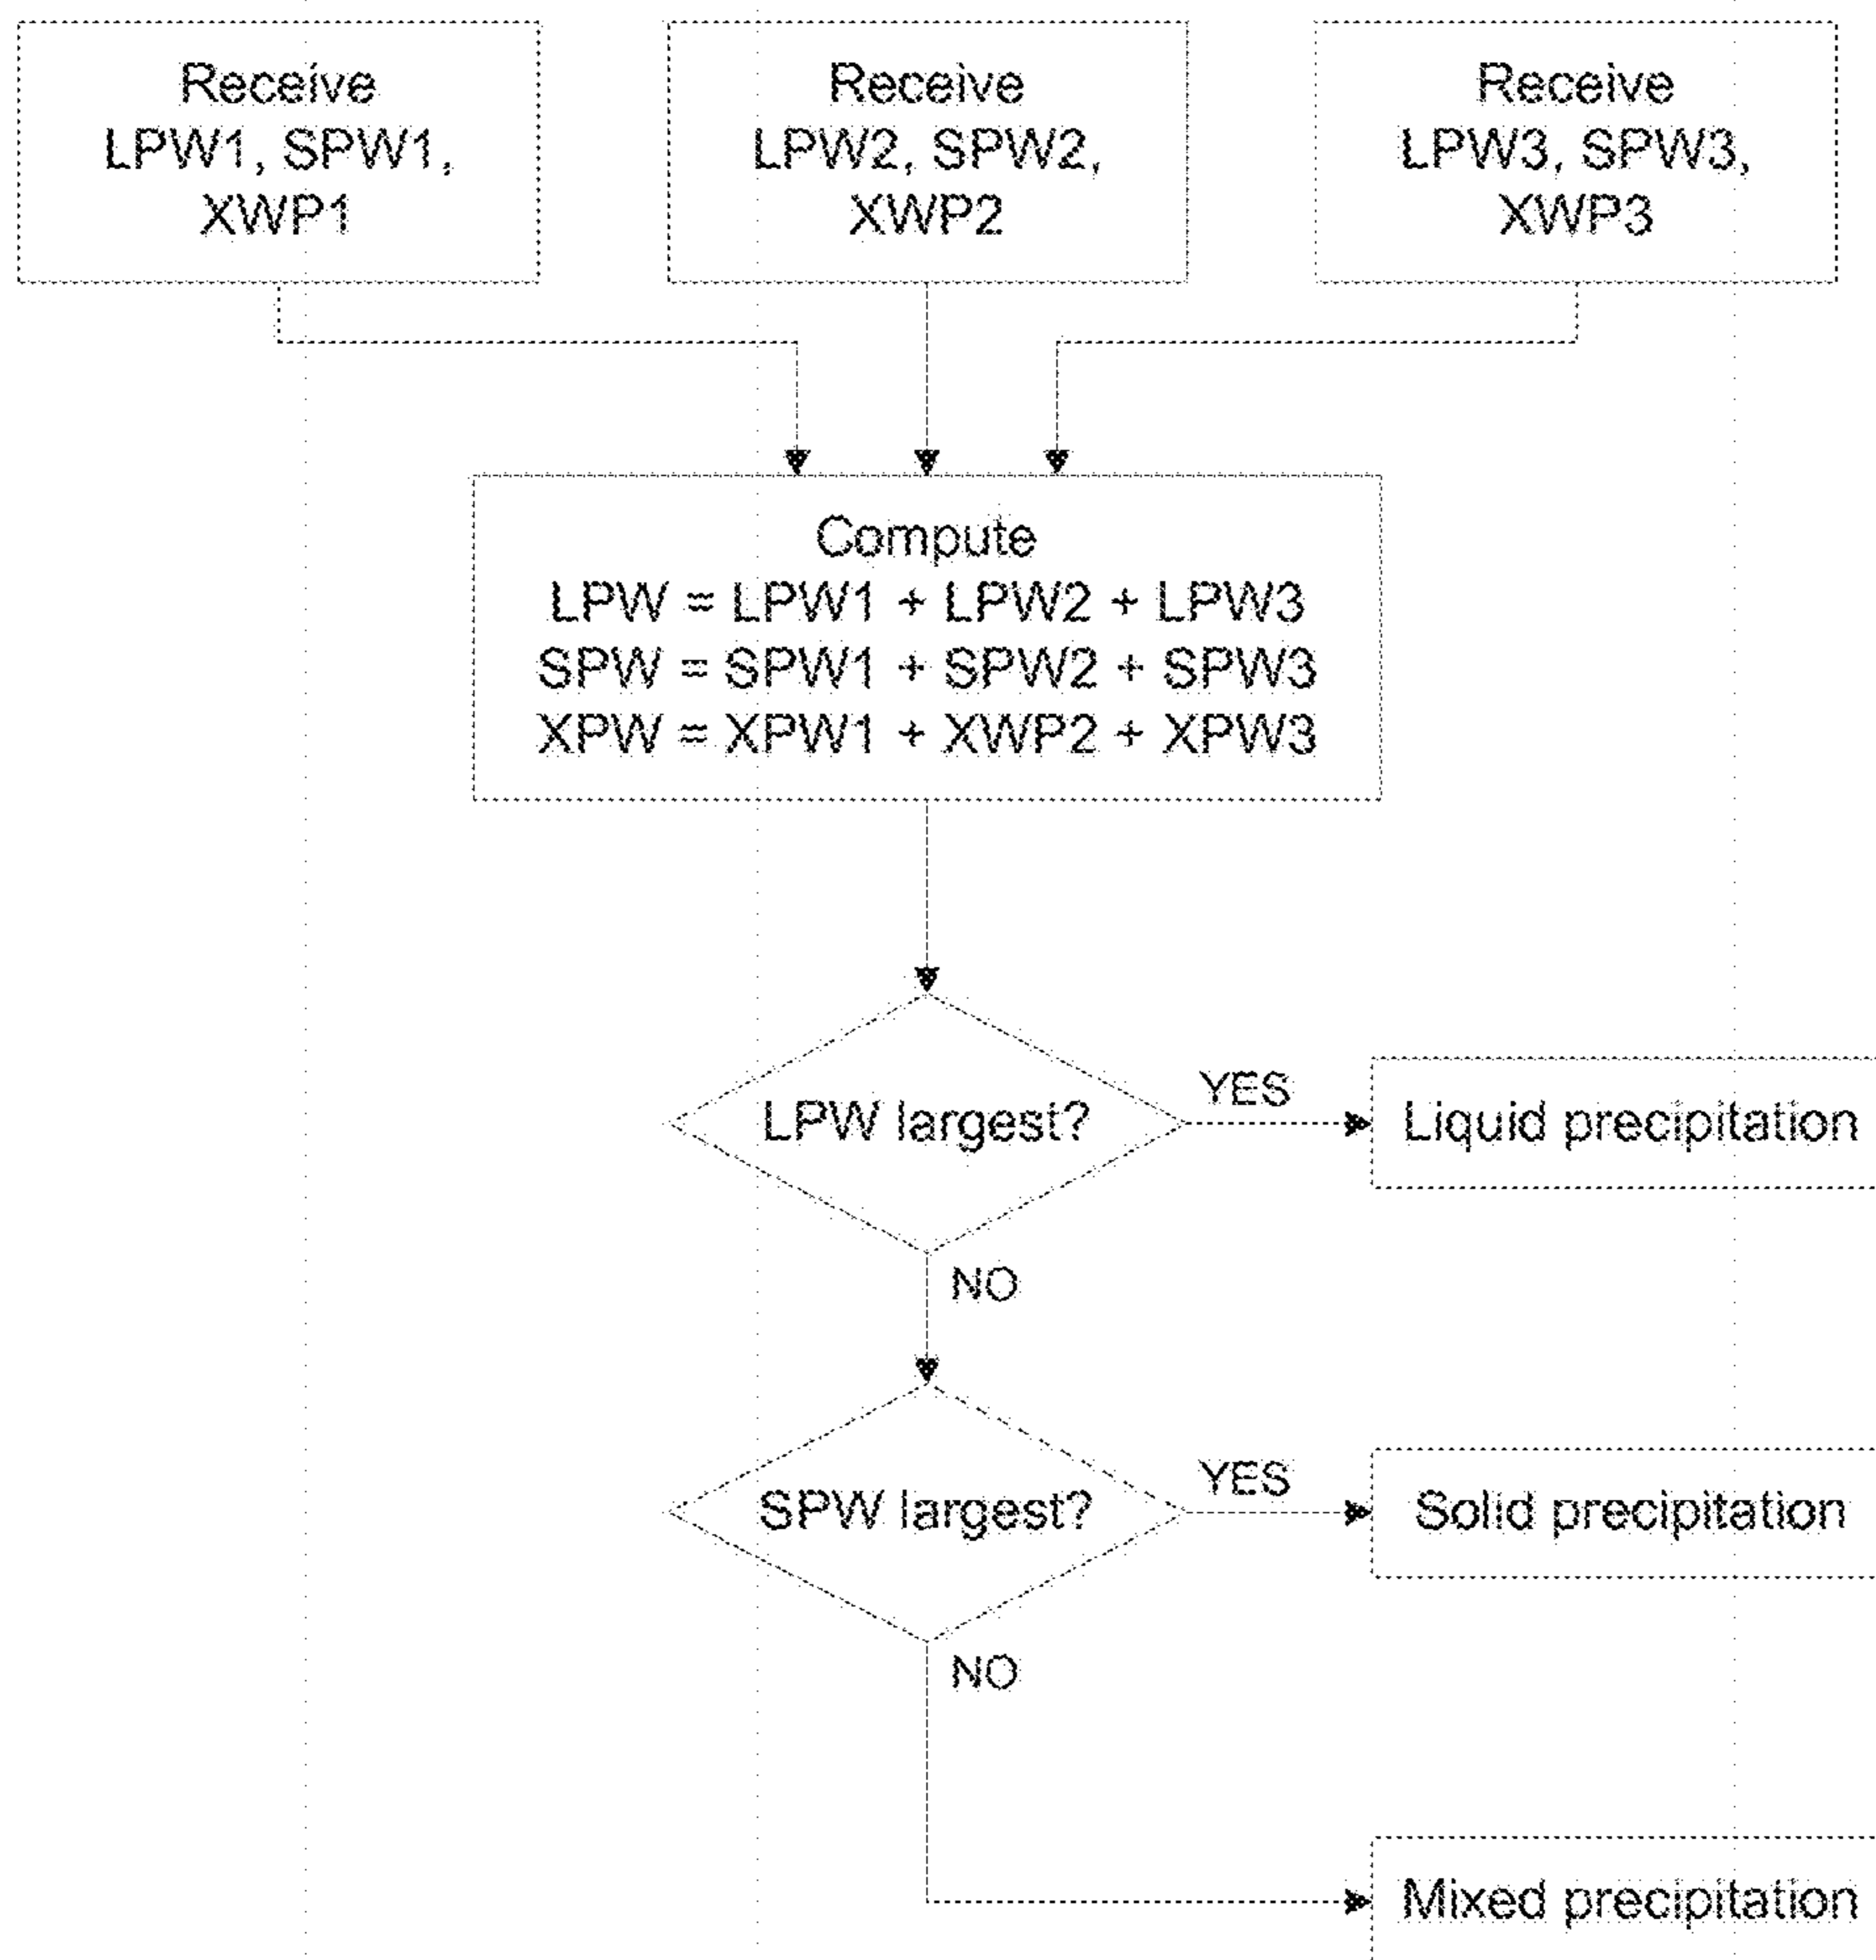 Receive
LPW1, SPW1,
XWP1
Receive
LPW2, SPW2,
XWP2
Receive
LPW3, SPW3,
XWP3
Compute
LPW = LPW1 + LPW2 + LPW3
SPW = SPW1 + SPW2 + SPW3
XPW = XPW1 + XWP2 + XPW3
LPW largest?
YES
Liquid precipitation
NO
SPW largest?
YES
Solid precipitation
NO
Mixed precipitation